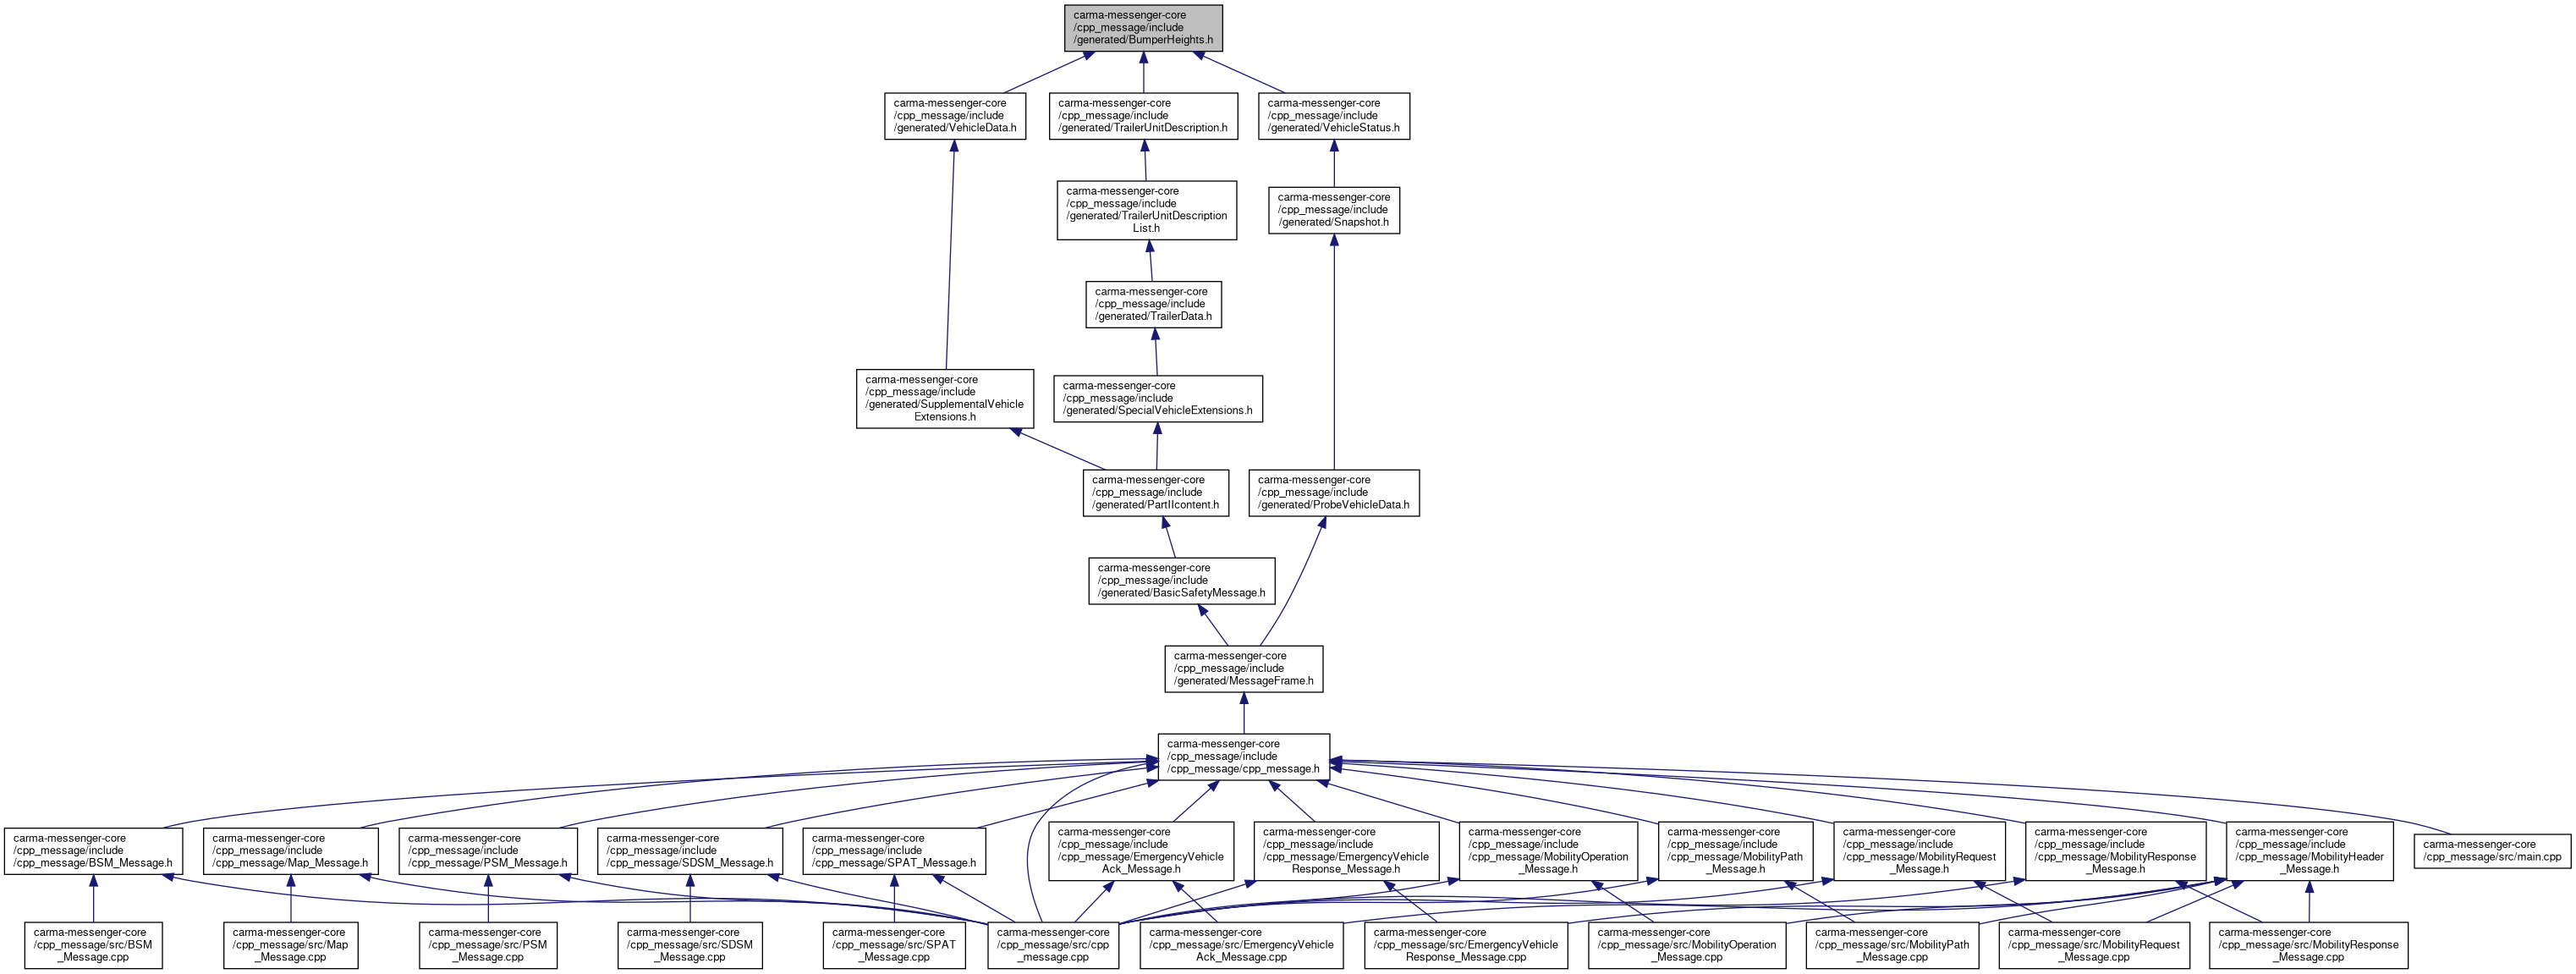 carma-messenger-core
/cpp_message/include
/generated/BumperHeights.h
carma-messenger-core
/cpp_message/include
/generated/VehicleData.h
carma-messenger-core
/cpp_message/include
/generated/TrailerUnitDescription.h
carma-messenger-core
/cpp_message/include
/generated/VehicleStatus.h
carma-messenger-core
/cpp_message/include
/generated/TrailerUnitDescription
List.h
carma-messenger-core
/cpp_message/include
/generated/Snapshot.h
carma-messenger-core
/cpp_message/include
/generated/TrailerData.h
carma-messenger-core
/cpp_message/include
/generated/SupplementalVehicle
Extensions.h
carma-messenger-core
/cpp_message/include
/generated/SpecialVehicleExtensions.h
carma-messenger-core
/cpp_message/include
/generated/PartIIcontent.h
carma-messenger-core
/cpp_message/include
/generated/ProbeVehicleData.h
carma-messenger-core
/cpp_message/include
/generated/BasicSafetyMessage.h
carma-messenger-core
/cpp_message/include
/generated/MessageFrame.h
carma-messenger-core
/cpp_message/include
/cpp_message/cpp_message.h
carma-messenger-core
/cpp_message/include
/cpp_message/BSM_Message.h
carma-messenger-core
/cpp_message/include
/cpp_message/Map_Message.h
carma-messenger-core
/cpp_message/include
/cpp_message/PSM_Message.h
carma-messenger-core
/cpp_message/include
/cpp_message/SDSM_Message.h
carma-messenger-core
/cpp_message/include
/cpp_message/SPAT_Message.h
carma-messenger-core
/cpp_message/include
/cpp_message/EmergencyVehicle
Ack_Message.h
carma-messenger-core
/cpp_message/include
/cpp_message/EmergencyVehicle
Response_Message.h
carma-messenger-core
/cpp_message/include
/cpp_message/MobilityOperation
_Message.h
carma-messenger-core
/cpp_message/include
/cpp_message/MobilityPath
_Message.h
carma-messenger-core
/cpp_message/include
/cpp_message/MobilityRequest
_Message.h
carma-messenger-core
/cpp_message/include
/cpp_message/MobilityResponse
_Message.h
carma-messenger-core
/cpp_message/include
/cpp_message/MobilityHeader
_Message.h
carma-messenger-core
/cpp_message/src/main.cpp
carma-messenger-core
/cpp_message/src/BSM
_Message.cpp
carma-messenger-core
/cpp_message/src/Map
_Message.cpp
carma-messenger-core
/cpp_message/src/PSM
_Message.cpp
carma-messenger-core
/cpp_message/src/SDSM
_Message.cpp
carma-messenger-core
/cpp_message/src/SPAT
_Message.cpp
carma-messenger-core
/cpp_message/src/cpp
_message.cpp
carma-messenger-core
/cpp_message/src/EmergencyVehicle
Ack_Message.cpp
carma-messenger-core
/cpp_message/src/EmergencyVehicle
Response_Message.cpp
carma-messenger-core
/cpp_message/src/MobilityOperation
_Message.cpp
carma-messenger-core
/cpp_message/src/MobilityPath
_Message.cpp
carma-messenger-core
/cpp_message/src/MobilityRequest
_Message.cpp
carma-messenger-core
/cpp_message/src/MobilityResponse
_Message.cpp